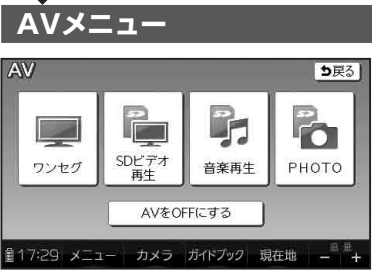 AVメニュー
AV
戻る
ワンセグ
SDビデオ
再生
音楽再生
PHOTO
AVをOFFにする
17:29 メニュー カメラ ガイドブック 現在地 － 音量 ＋